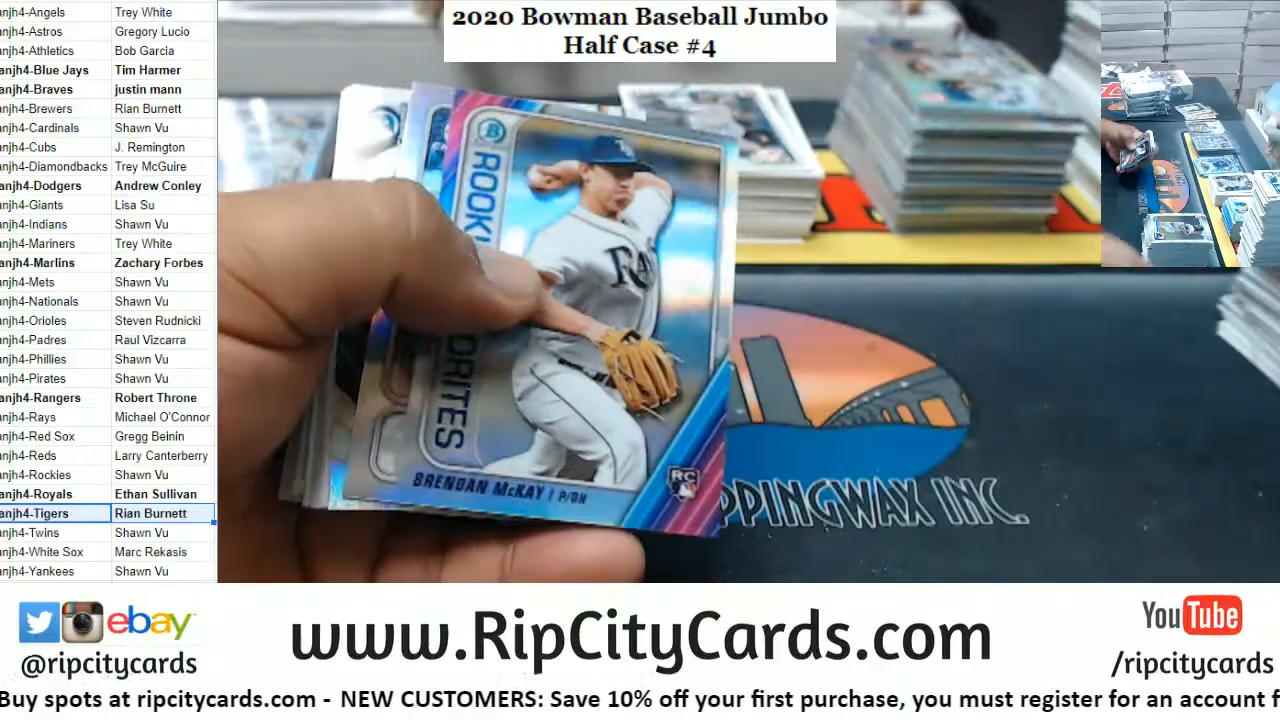 2020 Bowman Baseball Jumbo
Half Case #4
anjh4-Angels Trey White
anjh4-Astros Gregory Lucio
anjh4-Athletics Bob Garcia
anjh4-Blue Jays Tim Harmer
anjh4-Braves justin mann
anjh4-Brewers Rian Burnett
anjh4-Cardinals Shawn Vu
anjh4-Cubs J. Remington
anjh4-Diamondbacks Trey McGuire
anjh4-Dodgers Andrew Conley
anjh4-Giants Lisa Su
anjh4-Indians Shawn Vu
anjh4-Mariners Trey White
anjh4-Marlins Zachary Forbes
anjh4-Mets Shawn Vu
anjh4-Nationals Shawn Vu
anjh4-Orioles Steven Rudnicki
anjh4-Padres Raul Vizcarra
anjh4-Phillies Shawn Vu
anjh4-Pirates Shawn Vu
anjh4-Rangers Robert Throne
anjh4-Rays Michael O'Connor
anjh4-Red Sox Gregg Beinin
anjh4-Reds Larry Canterberry
anjh4-Rockies Shawn Vu
anjh4-Royals Ethan Sullivan
anjh4-Tigers Rian Burnett
anjh4-Twins Shawn Vu
anjh4-White Sox Marc Rekasis
anjh4-Yankees Shawn Vu
B
ROOK
ORITES
RA
BRENDAN McKAY | P/DH
RC
PPINGWAX INC.
ebay
@ripcitycards
www.RipCityCards.com
YouTube
/ripcitycards
Buy spots at ripcitycards.com - NEW CUSTOMERS: Save 10% off your first purchase, you must register for an account f